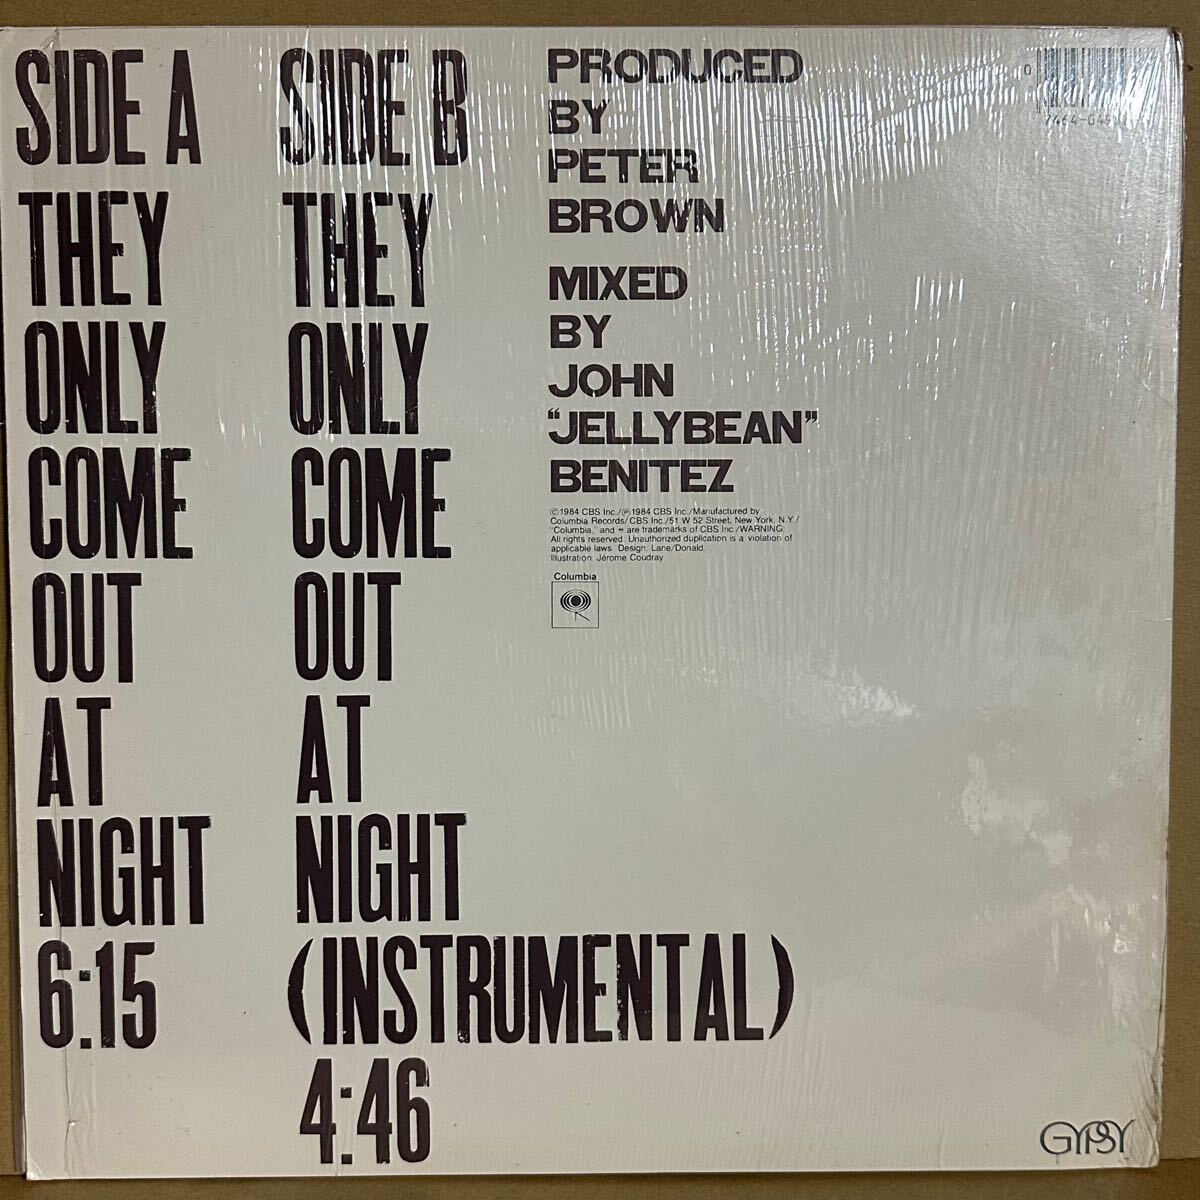 SIDE A
THEY
ONLY
COME
OUT
AT
NIGHT
6:15
SIDE B
THEY
ONLY
COME
OUT
AT
NIGHT
(INSTRUMENTAL)
4:46
PRODUCED
BY
PETER
BROWN
MIXED
BY
JOHN
"JELLYBEAN"
BENITEZ
©1984 CBS Inc./℗1984 CBS Inc./Manufactured by
Columbia Records/CBS Inc./51 W 52 Street, New York N.Y./
"Columbia," and are trademarks of CBS Inc./WARNING:
All rights reserved. Unauthorized duplication is a violation of
applicable laws. Design: Lane/Donald
Illustration: Jérome Coudray
Columbia
0
GYPSY